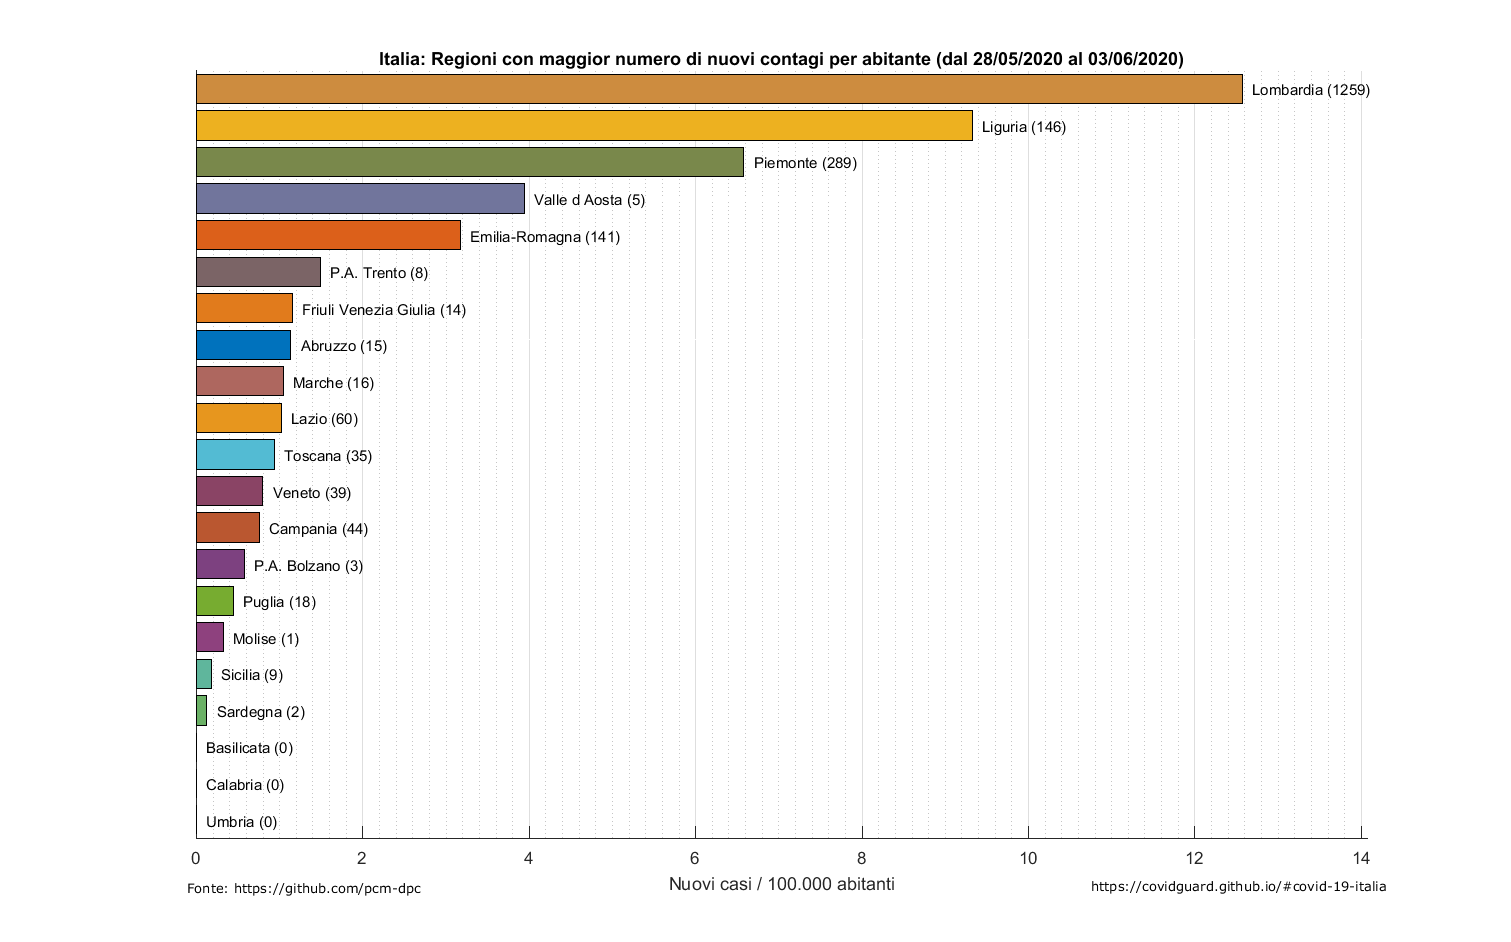 Italia: Regioni con maggior numero di nuovi contagi per abitante (dal 28/05/2020 al 03/06/2020)
Lombardia (1259)
Liguria (146)
Piemonte (289)
Valle d Aosta (5)
Emilia-Romagna (141)
P.A. Trento (8)
Friuli Venezia Giulia (14)
Abruzzo (15)
Marche (16)
Lazio (60)
Toscana (35)
Veneto (39)
Campania (44)
P.A. Bolzano (3)
Puglia (18)
Molise (1)
Sicilia (9)
Sardegna (2)
Basilicata (0)
Calabria (0)
Umbria (0)
0 2 4 6 8 10 12 14
Nuovi casi / 100.000 abitanti
Fonte: https://github.com/pcm-dpc
https://covidguard.github.io/#covid-19-italia